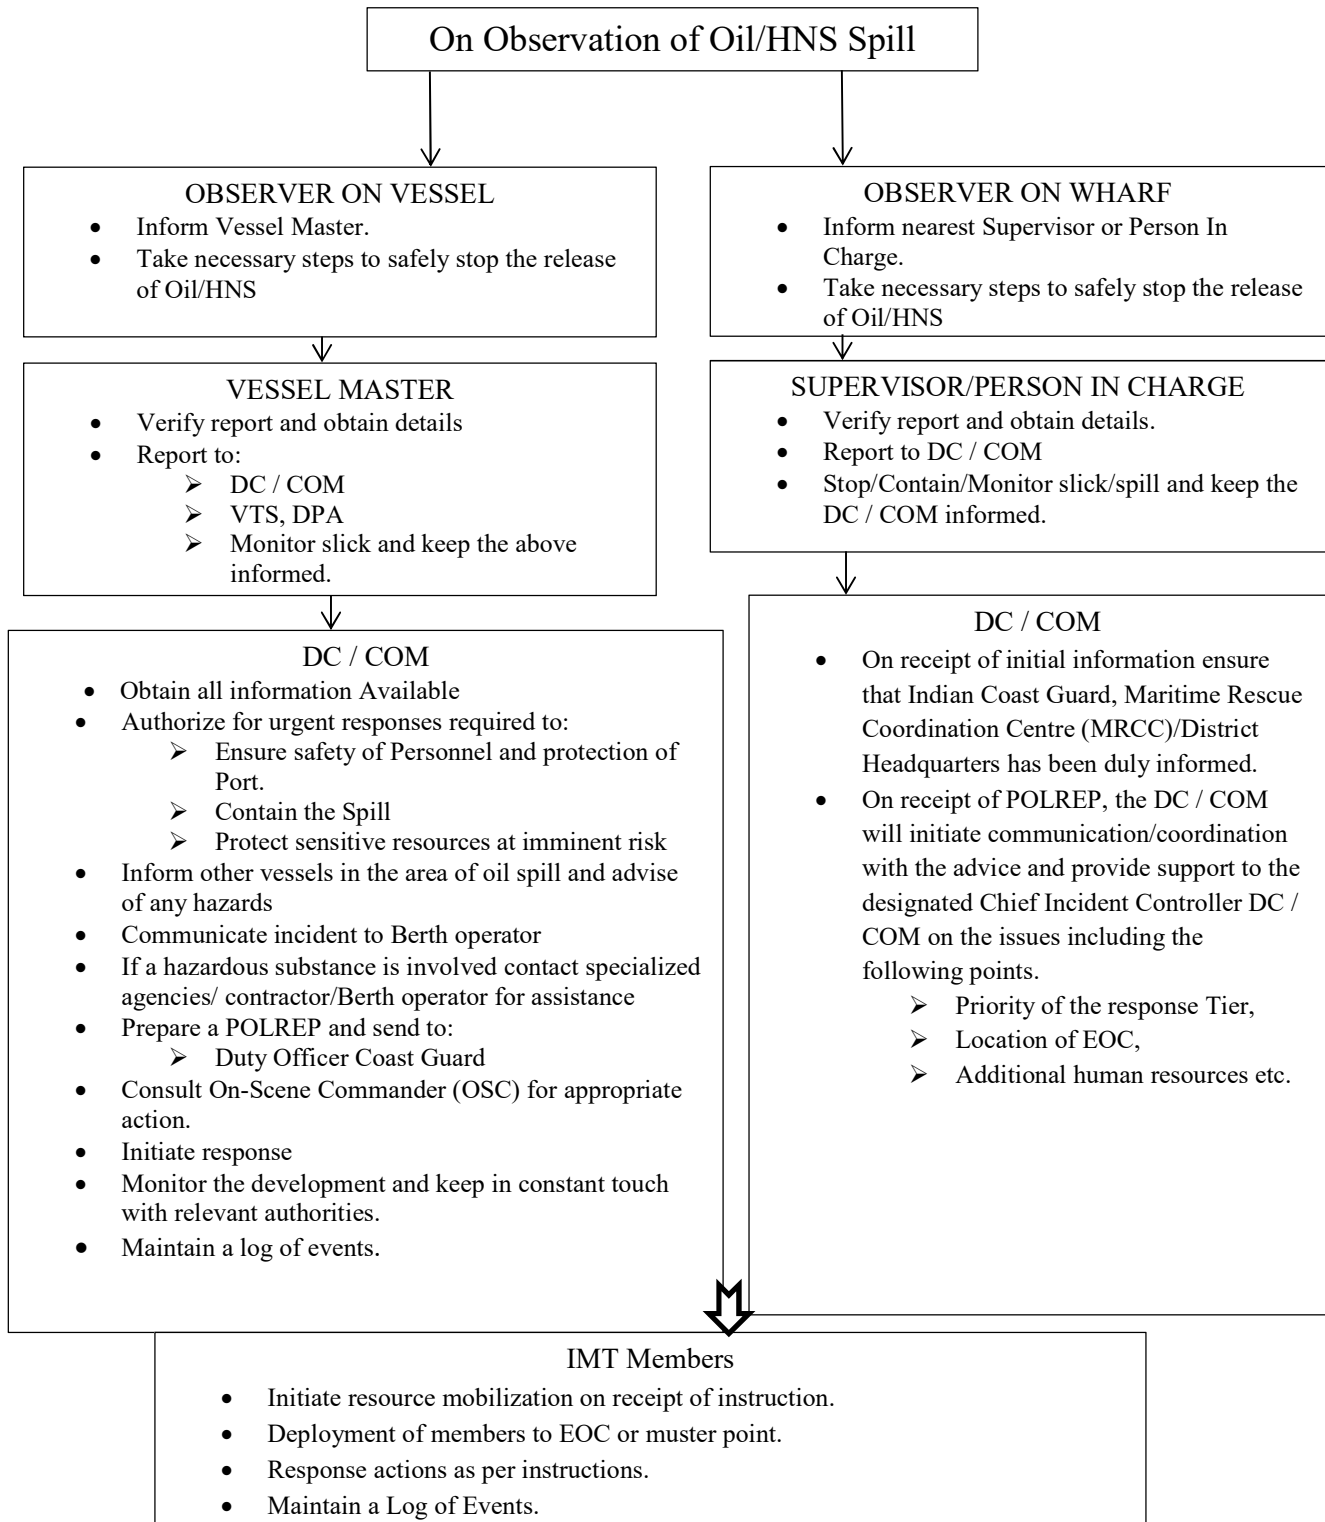 On Observation of Oil/HNS Spill
OBSERVER ON VESSEL
• Inform Vessel Master.
• Take necessary steps to safely stop the release
of Oil/HNS
OBSERVER ON WHARF
• Inform nearest Supervisor or Person In
Charge.
• Take necessary steps to safely stop the release
of Oil/HNS
VESSEL MASTER
• Verify report and obtain details
• Report to:
➢ DC / COM
➢ VTS, DPA
➢ Monitor slick and keep the above
informed.
SUPERVISOR/PERSON IN CHARGE
• Verify report and obtain details.
• Report to DC / COM
• Stop/Contain/Monitor slick/spill and keep the
DC / COM informed.
DC / COM
• Obtain all information Available
• Authorize for urgent responses required to:
➢ Ensure safety of Personnel and protection of
Port.
➢ Contain the Spill
➢ Protect sensitive resources at imminent risk
• Inform other vessels in the area of oil spill and advise
of any hazards
• Communicate incident to Berth operator
• If a hazardous substance is involved contact specialized
agencies/ contractor/Berth operator for assistance
• Prepare a POLREP and send to:
➢ Duty Officer Coast Guard
• Consult On-Scene Commander (OSC) for appropriate
action.
• Initiate response
• Monitor the development and keep in constant touch
with relevant authorities.
• Maintain a log of events.
DC / COM
• On receipt of initial information ensure
that Indian Coast Guard, Maritime Rescue
Coordination Centre (MRCC)/District
Headquarters has been duly informed.
• On receipt of POLREP, the DC / COM
will initiate communication/coordination
with the advice and provide support to the
designated Chief Incident Controller DC /
COM on the issues including the
following points.
➢ Priority of the response Tier,
➢ Location of EOC,
➢ Additional human resources etc.
IMT Members
• Initiate resource mobilization on receipt of instruction.
• Deployment of members to EOC or muster point.
• Response actions as per instructions.
• Maintain a Log of Events.